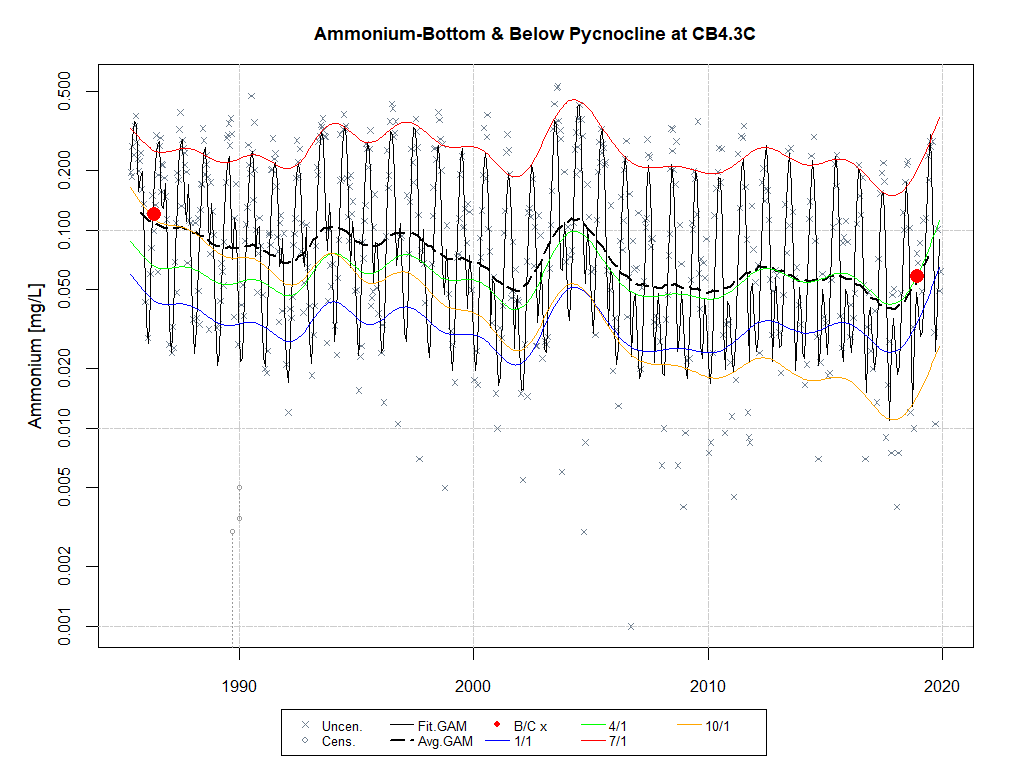 Ammonium-Bottom & Below Pycnocline at CB4.3C
Ammonium [mg/L]
0.500
0.200
0.100
0.050
0.020
0.010
0.005
0.002
0.001
1990 2000 2010 2020
Uncen. Fit.GAM B/C x 4/1 10/1
Cens. Avg.GAM 1/1 7/1